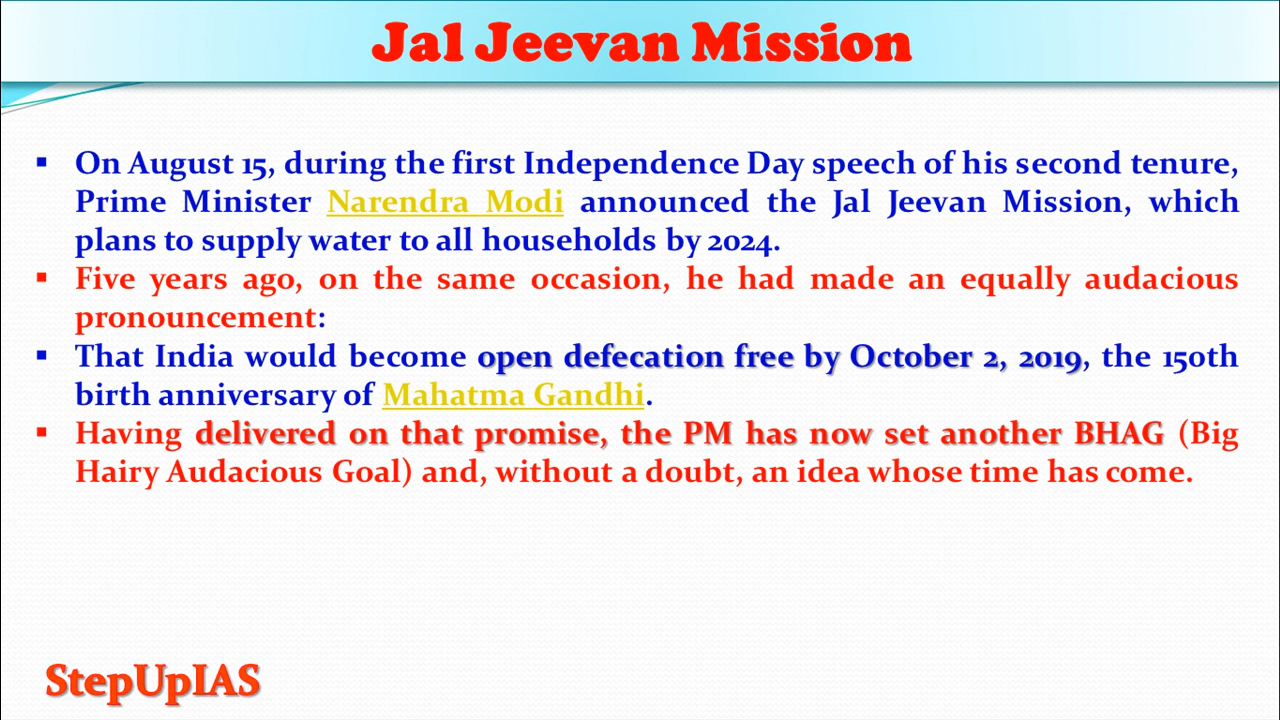 Jal Jeevan Mission
▪ On August 15, during the first Independence Day speech of his second tenure,
Prime Minister Narendra Modi announced the Jal Jeevan Mission, which
plans to supply water to all households by 2024.
▪ Five years ago, on the same occasion, he had made an equally audacious
pronouncement:
▪ That India would become open defecation free by October 2, 2019, the 150th
birth anniversary of Mahatma Gandhi.
▪ Having delivered on that promise, the PM has now set another BHAG (Big
Hairy Audacious Goal) and, without a doubt, an idea whose time has come.
StepUpIAS